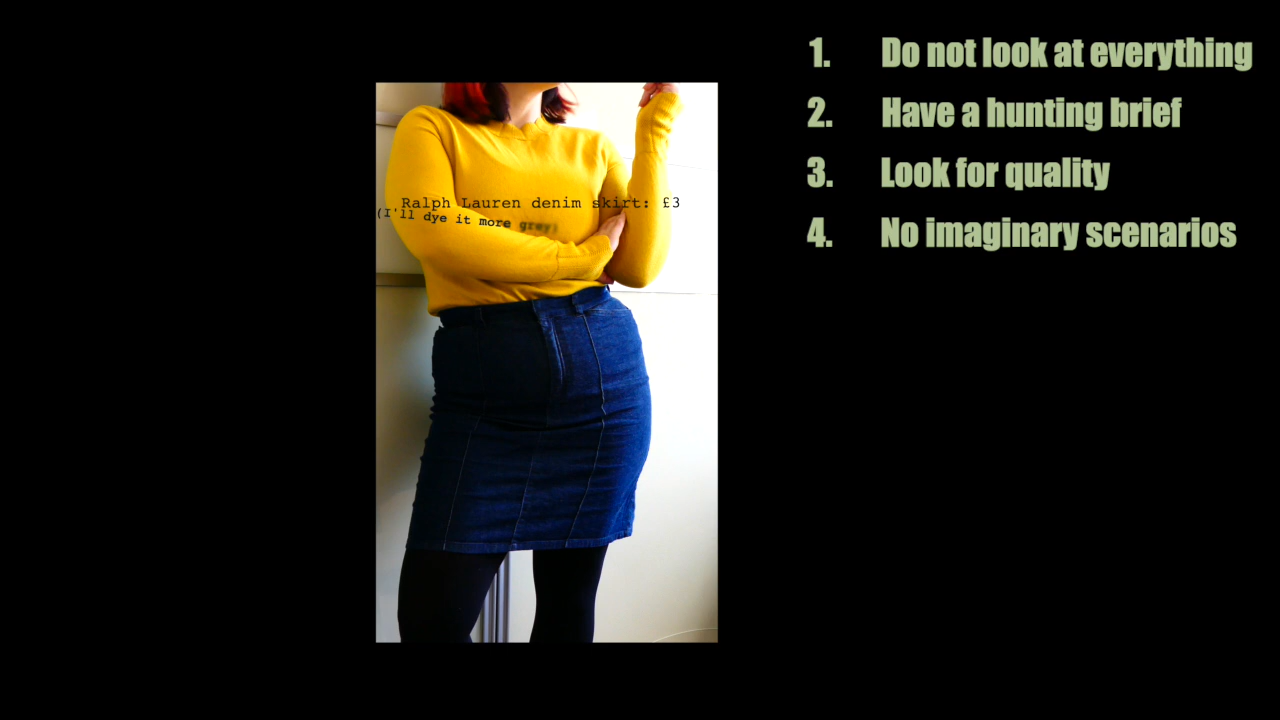 1. Do not look at everything
2. Have a hunting brief
3. Look for quality
4. No imaginary scenarios
Ralph Lauren denim skirt: £3
(I'll dye it more grey)